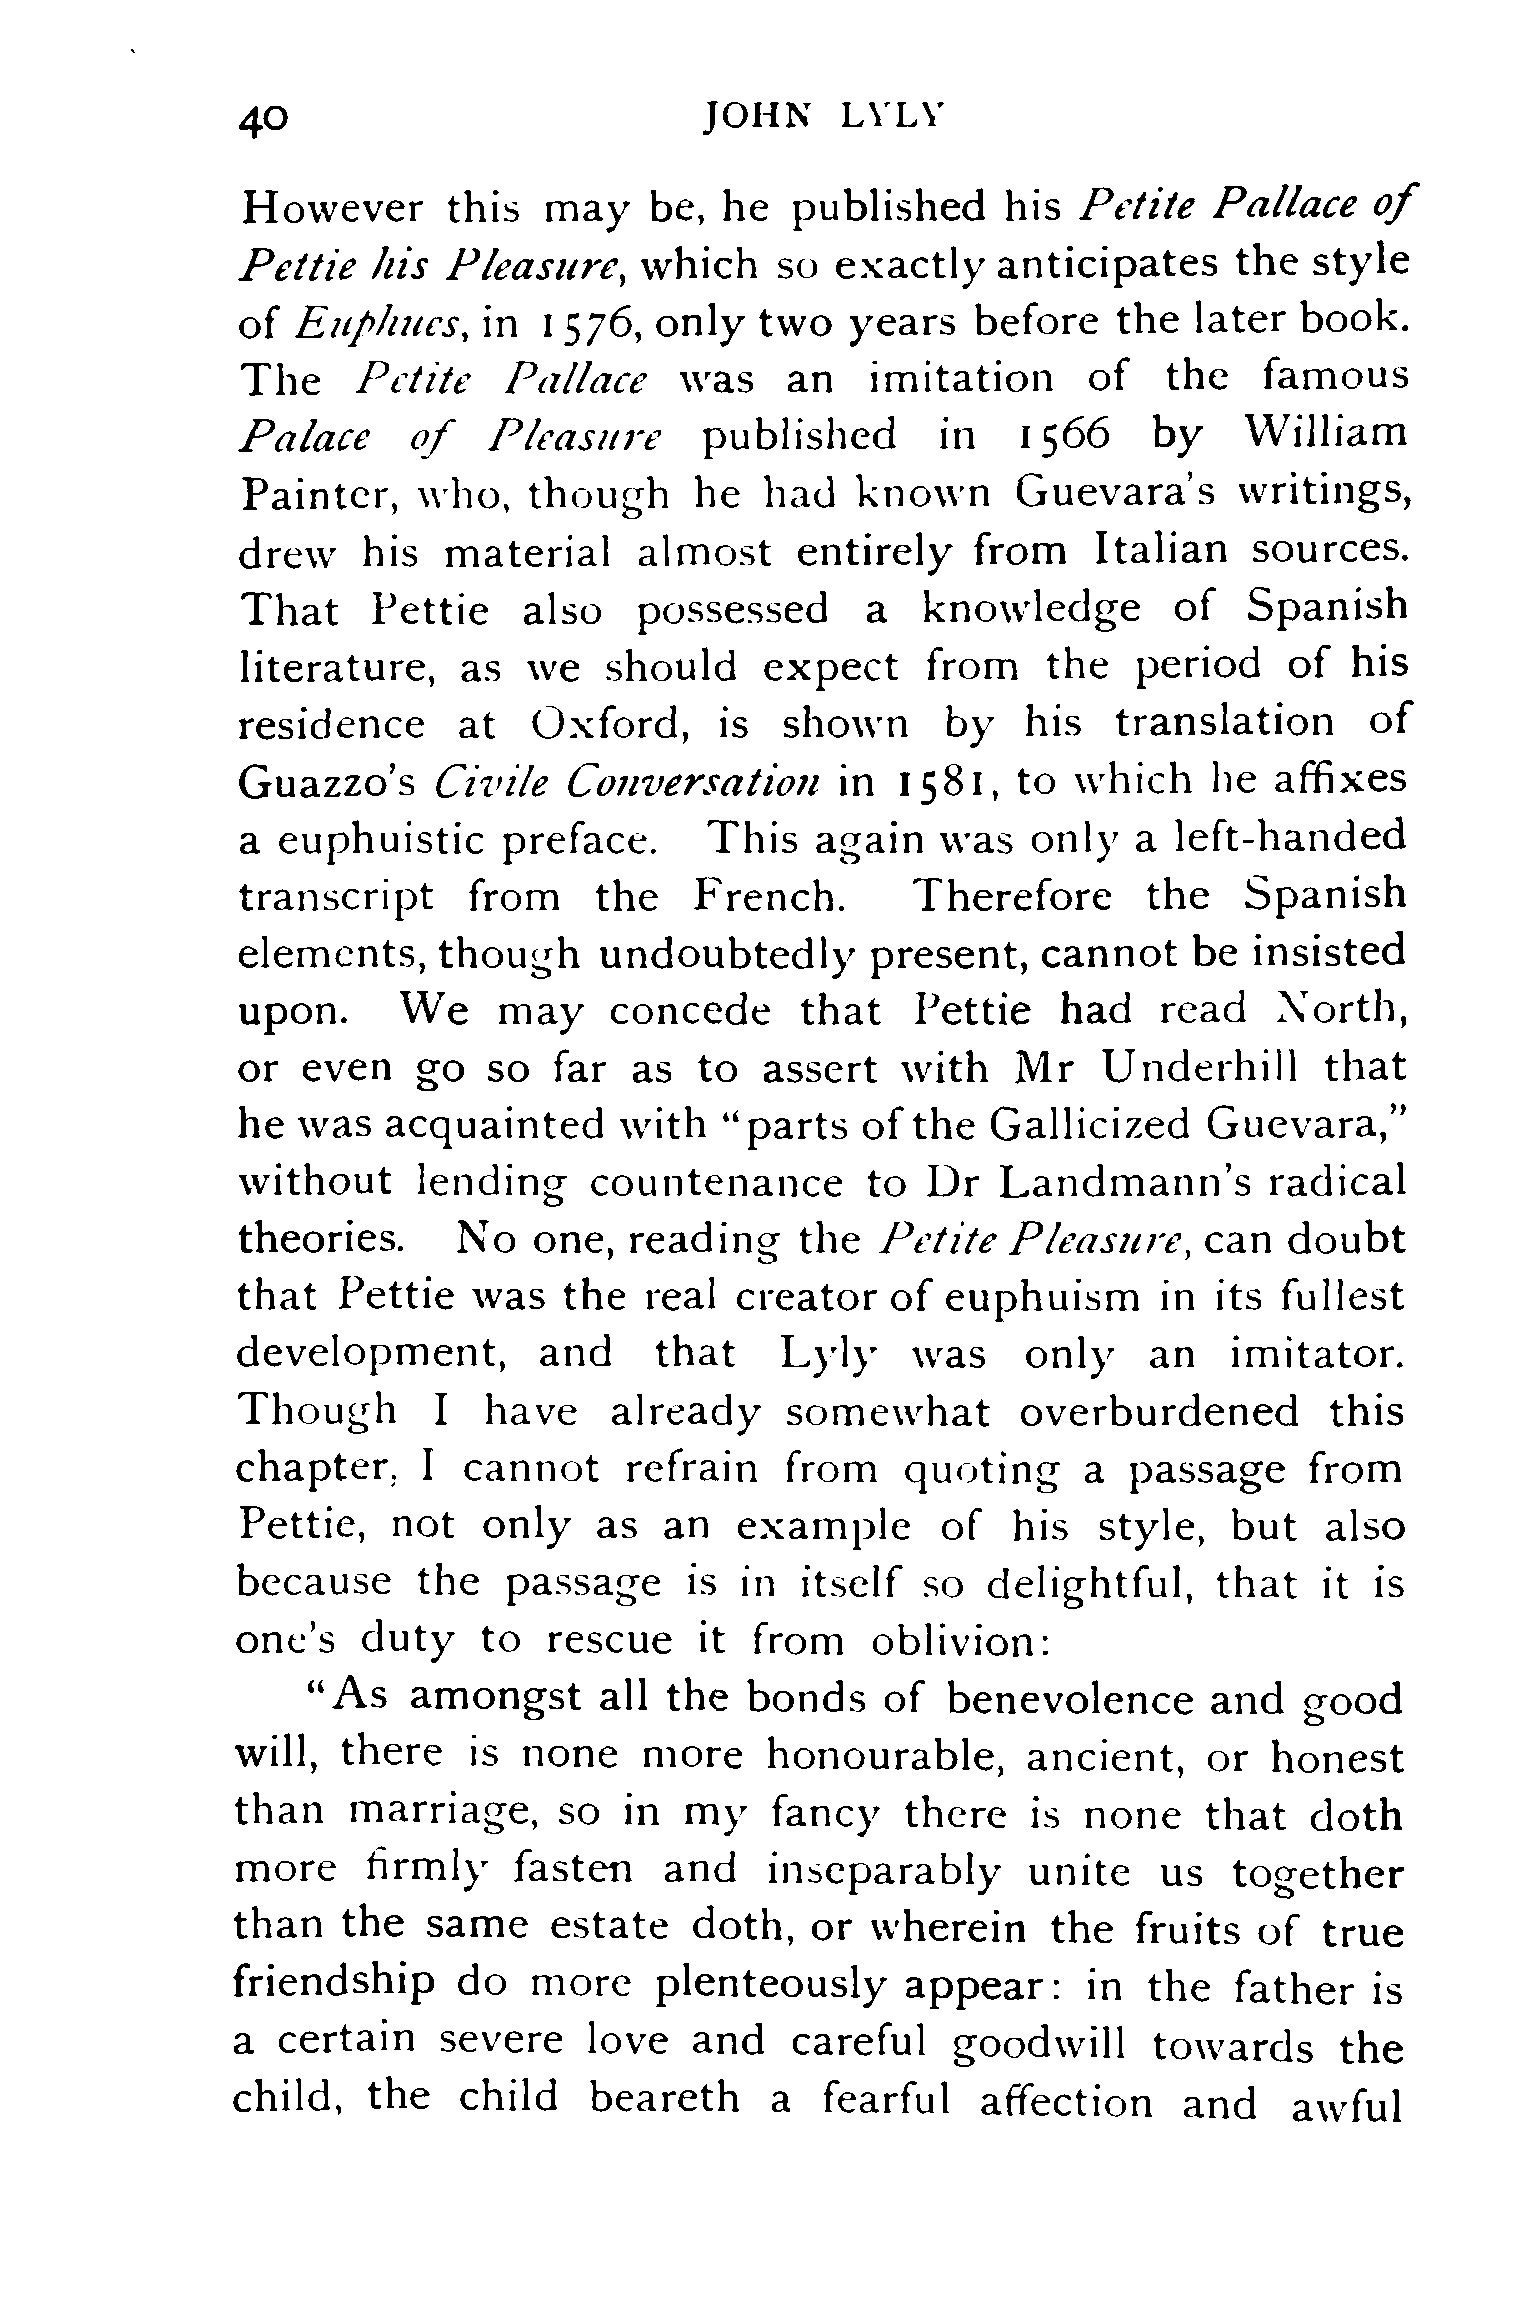 40 JOHN LYLY
However this may be, he published his Petite Pallace of
Pettie his Pleasure, which so exactly anticipates the style
of Euphues, in 1576, only two years before the later book.
The Petite Pallace was an imitation of the famous
Palace of Pleasure published in 1566 by William
Painter, who, though he had known Guevara's writings,
drew his material almost entirely from Italian sources.
That Pettie also possessed a knowledge of Spanish
literature, as we should expect from the period of his
residence at Oxford, is shown by his translation of
Guazzo's Civile Conversation in 1581, to which he affixes
a euphuistic preface. This again was only a left-handed
transcript from the French. Therefore the Spanish
elements, though undoubtedly present, cannot be insisted
upon. We may concede that Pettie had read North,
or even go so far as to assert with Mr Underhill that
he was acquainted with "parts of the Gallicized Guevara,"
without lending countenance to Dr Landmann's radical
theories. No one, reading the Petite Pleasure, can doubt
that Pettie was the real creator of euphuism in its fullest
development, and that Lyly was only an imitator.
Though I have already somewhat overburdened this
chapter, I cannot refrain from quoting a passage from
Pettie, not only as an example of his style, but also
because the passage is in itself so delightful, that it is
one's duty to rescue it from oblivion:
"As amongst all the bonds of benevolence and good
will, there is none more honourable, ancient, or honest
than marriage, so in my fancy there is none that doth
more firmly fasten and inseparably unite us together
than the same estate doth, or wherein the fruits of true
friendship do more plenteously appear: in the father is
a certain severe love and careful goodwill towards the
child, the child beareth a fearful affection and awful